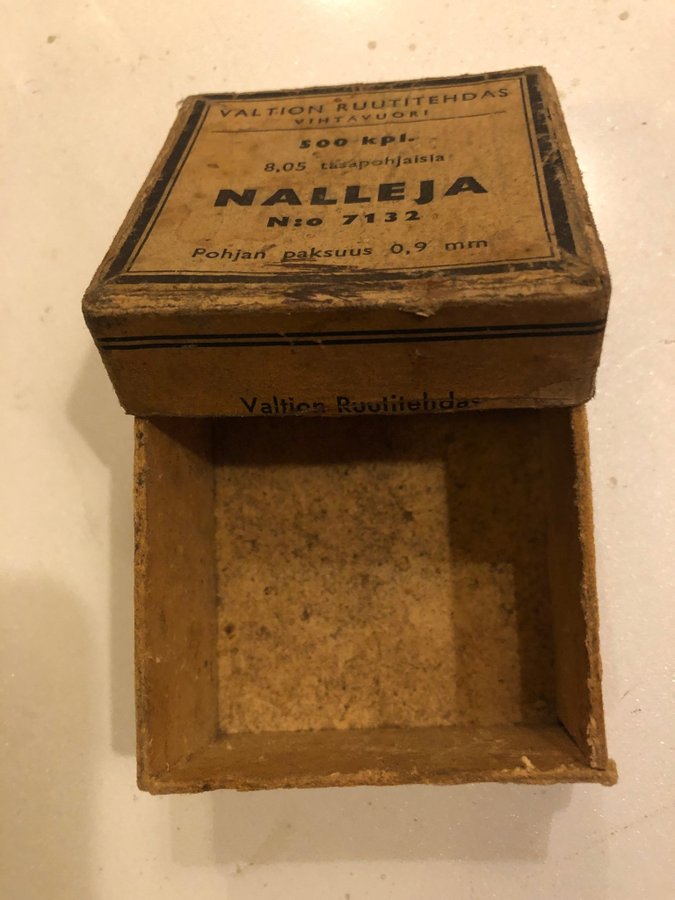 VALTION RUUTITEHDAS
VIHTAVUORI
500 kpl.
8,05 tasapohjaisia
NALLEJA
N:o 7132
Pohjan paksuus 0,9 mm
Valtion Ruutitehdas